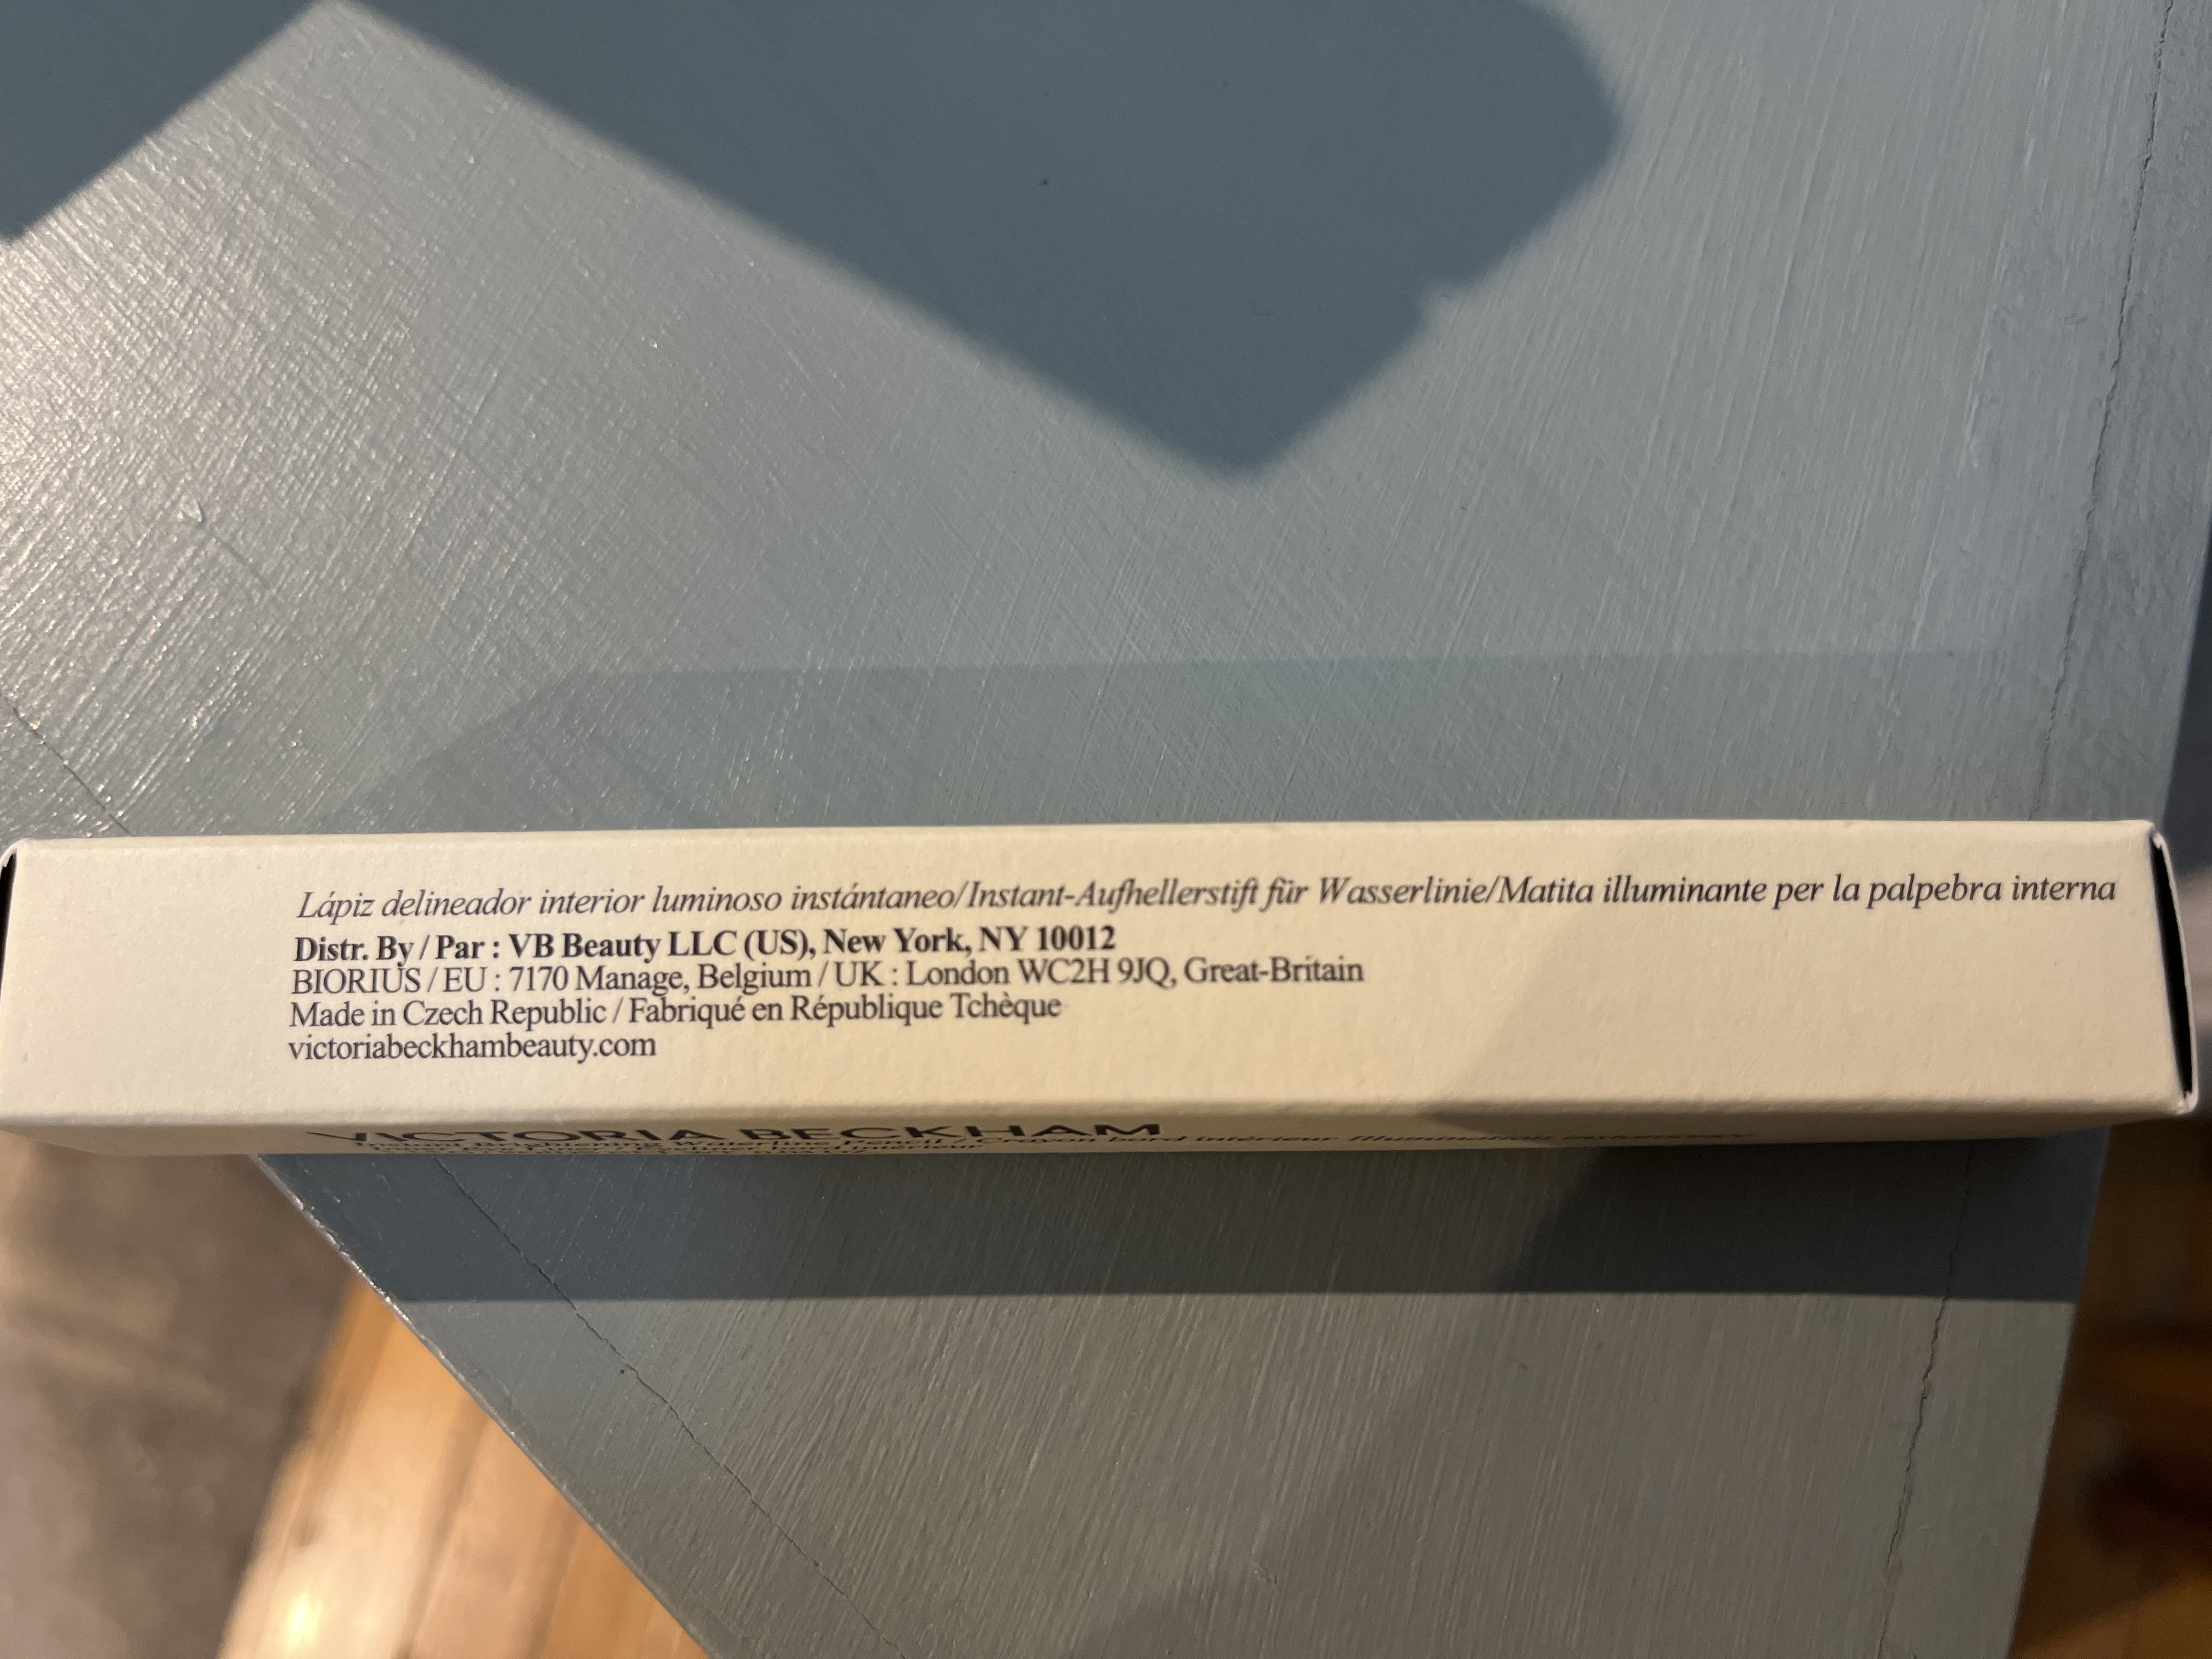 Lápiz delineador interior luminoso instántaneo/Instant-Aufhellerstift für Wasserlinie/Matita illuminante per la palpebra interna
Distr. By / Par : VB Beauty LLC (US), New York, NY 10012
BIORIUS / EU : 7170 Manage, Belgium / UK : London WC2H 9JQ, Great-Britain
Made in Czech Republic / Fabriqué en République Tchèque
victoriabeckhambeauty.com
VICTORIA BECKHAM